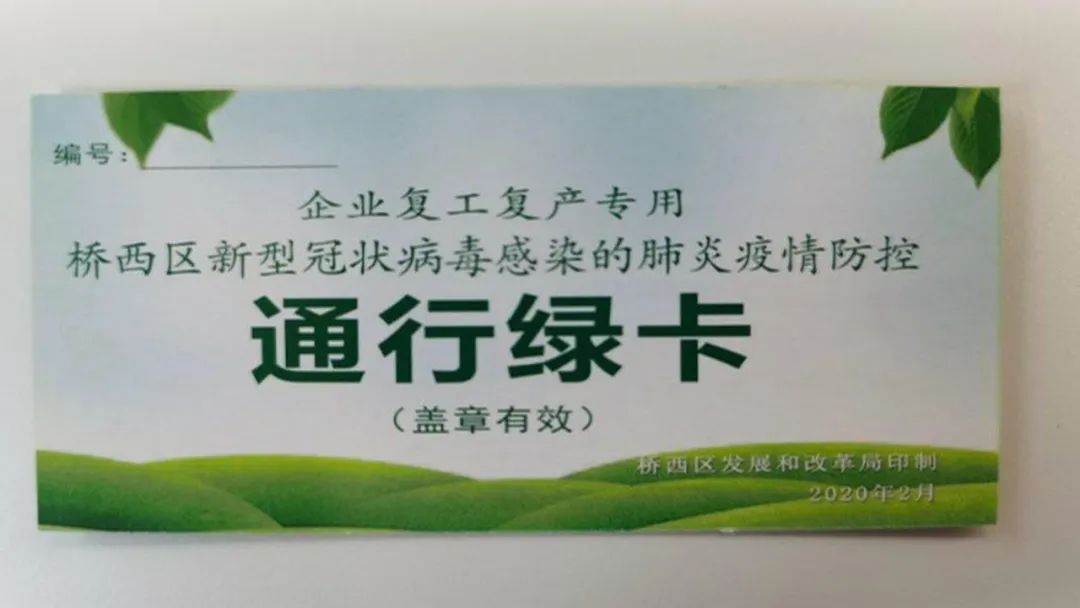 编号：
企业复工复产专用
桥西区新型冠状病毒感染的肺炎疫情防控
通行绿卡
（盖章有效）
桥西区发展和改革局印制
2020年2月